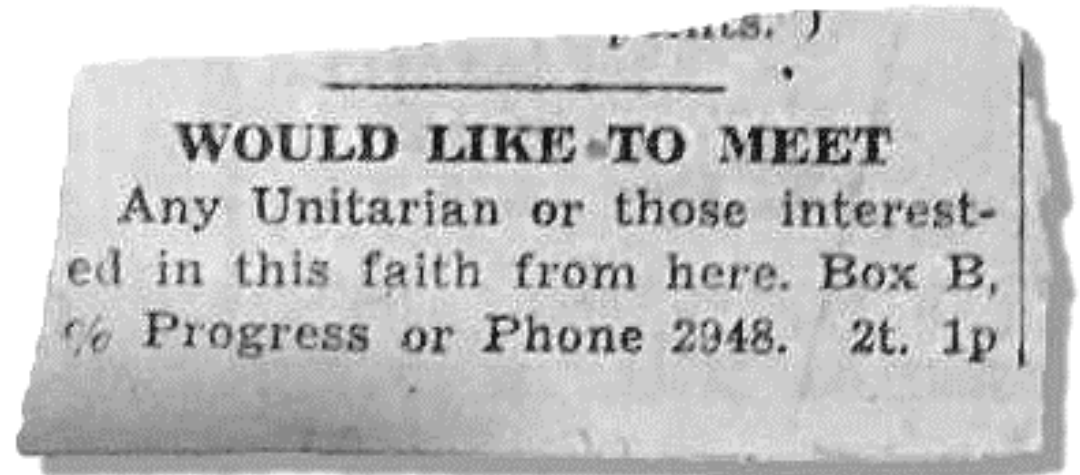 WOULD LIKE TO MEET
Any Unitarian or those interest-
ed in this faith from here. Box B,
% Progress or Phone 2948. 2t. 1p